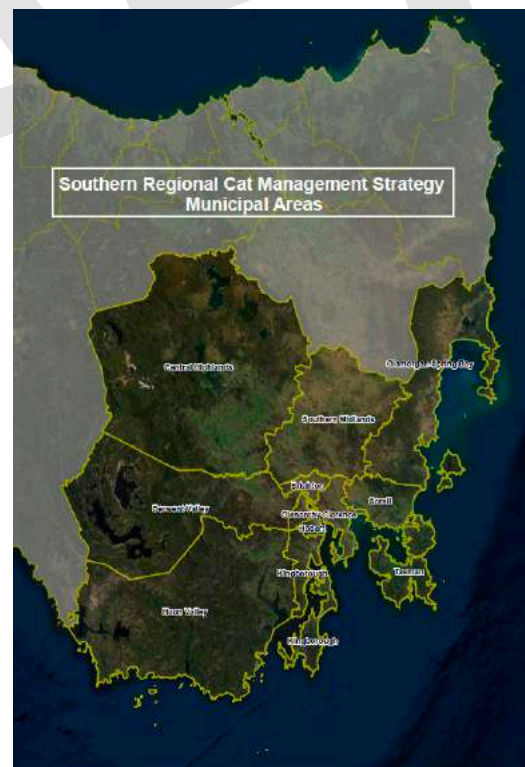 Southern Regional Cat Management Strategy
Municipal Areas
Central Highlands
Glamorgan-Spring Bay
Southern Midlands
Brighton
Derwent Valley
Sorell
Glenorchy Clarence
Hobart
Kingborough
Tasman
Huon Valley
Kingborough